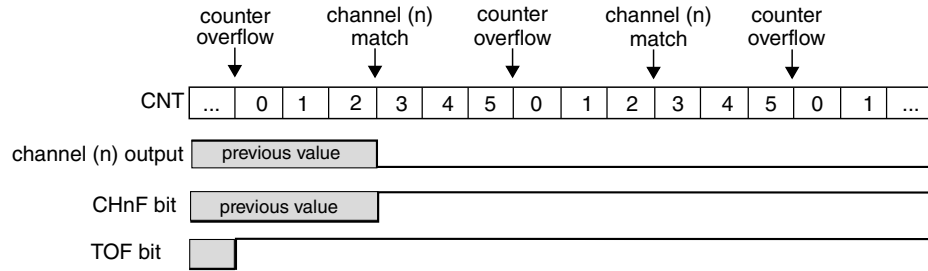 counter overflow
channel (n) match
counter overflow
channel (n) match
counter overflow
CNT ... 0 1 2 3 4 5 0 1 2 3 4 5 0 1 ...
channel (n) output previous value
CHnF bit previous value
TOF bit